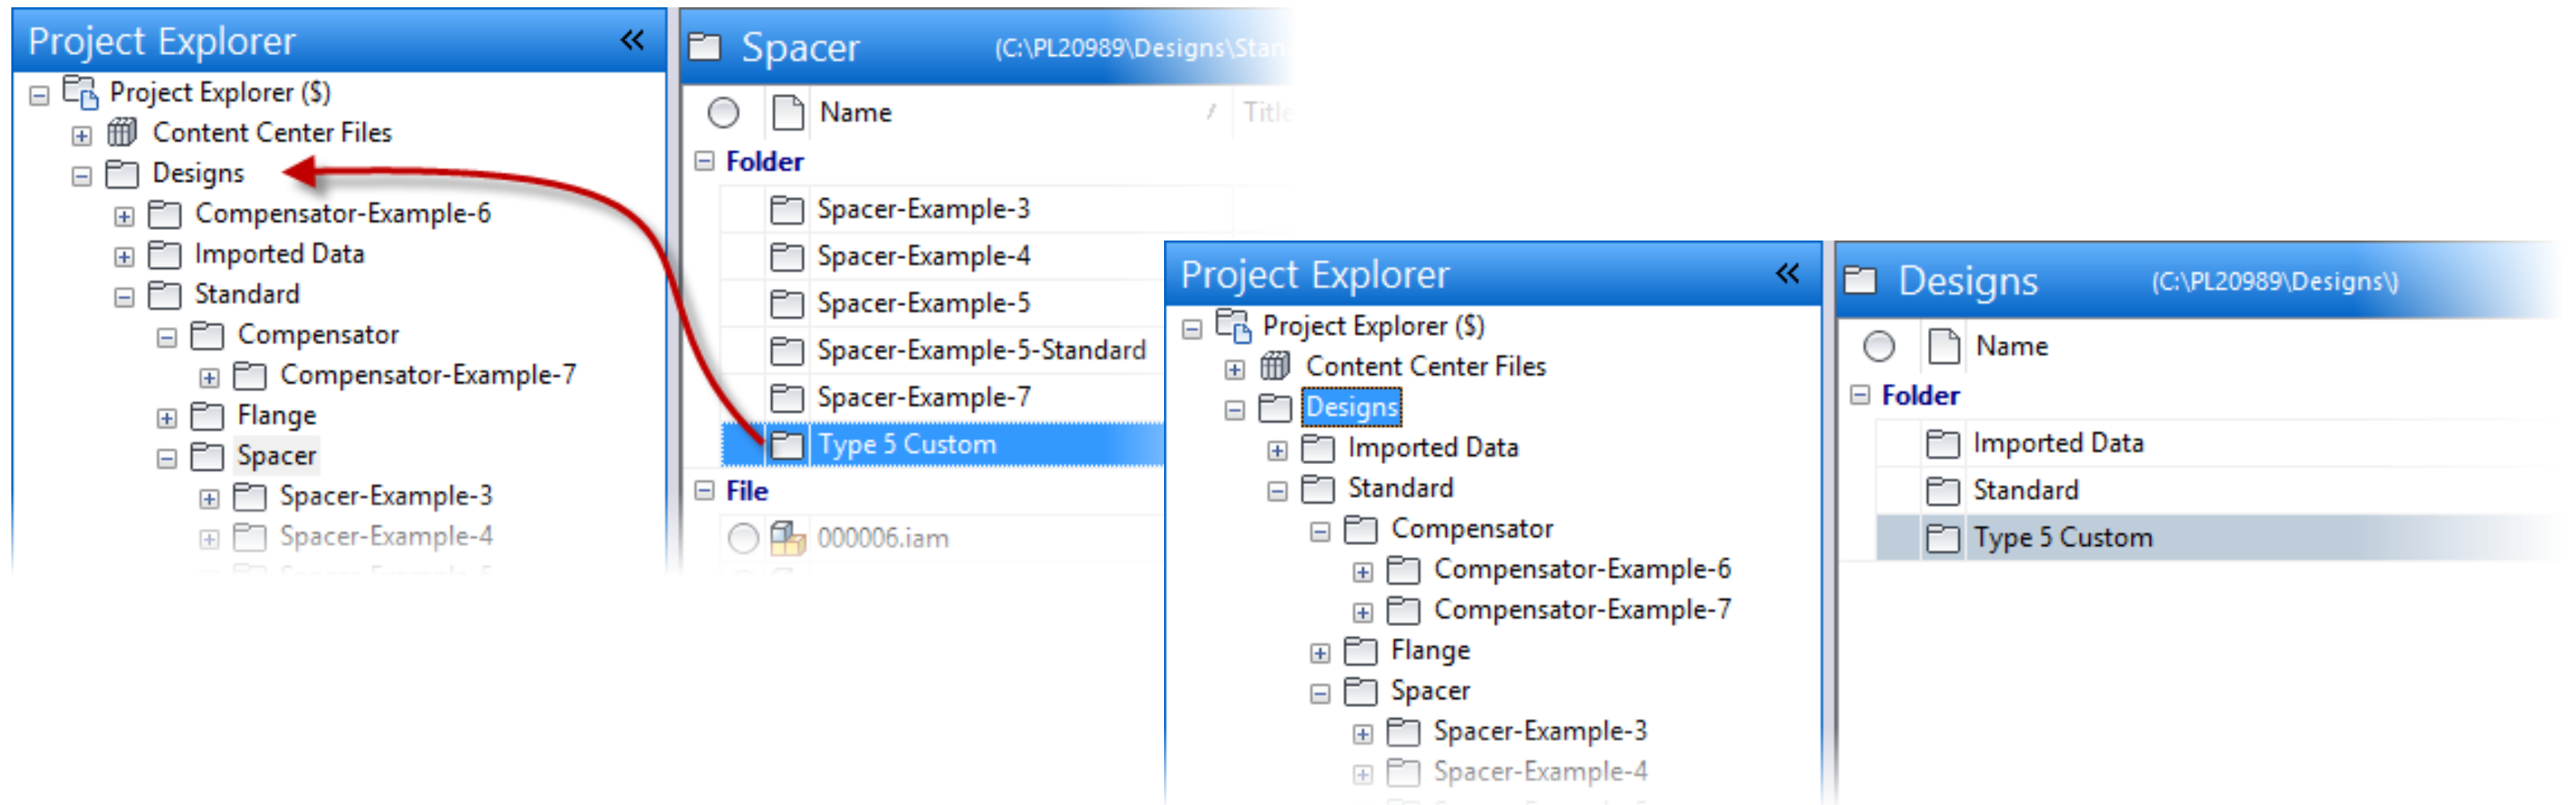 Project Explorer
Project Explorer ($)
Content Center Files
Designs
Compensator-Example-6
Imported Data
Standard
Compensator
Compensator-Example-7
Flange
Spacer
Spacer-Example-3
Spacer-Example-4
Spacer (C:\PL20989\Designs\Stan
Name Title
Folder
Spacer-Example-3
Spacer-Example-4
Spacer-Example-5
Spacer-Example-5-Standard
Spacer-Example-7
Type 5 Custom
File
000006.iam
Project Explorer
Project Explorer ($)
Content Center Files
Designs
Imported Data
Standard
Compensator
Compensator-Example-6
Compensator-Example-7
Flange
Spacer
Spacer-Example-3
Spacer-Example-4
Designs (C:\PL20989\Designs\)
Name
Folder
Imported Data
Standard
Type 5 Custom